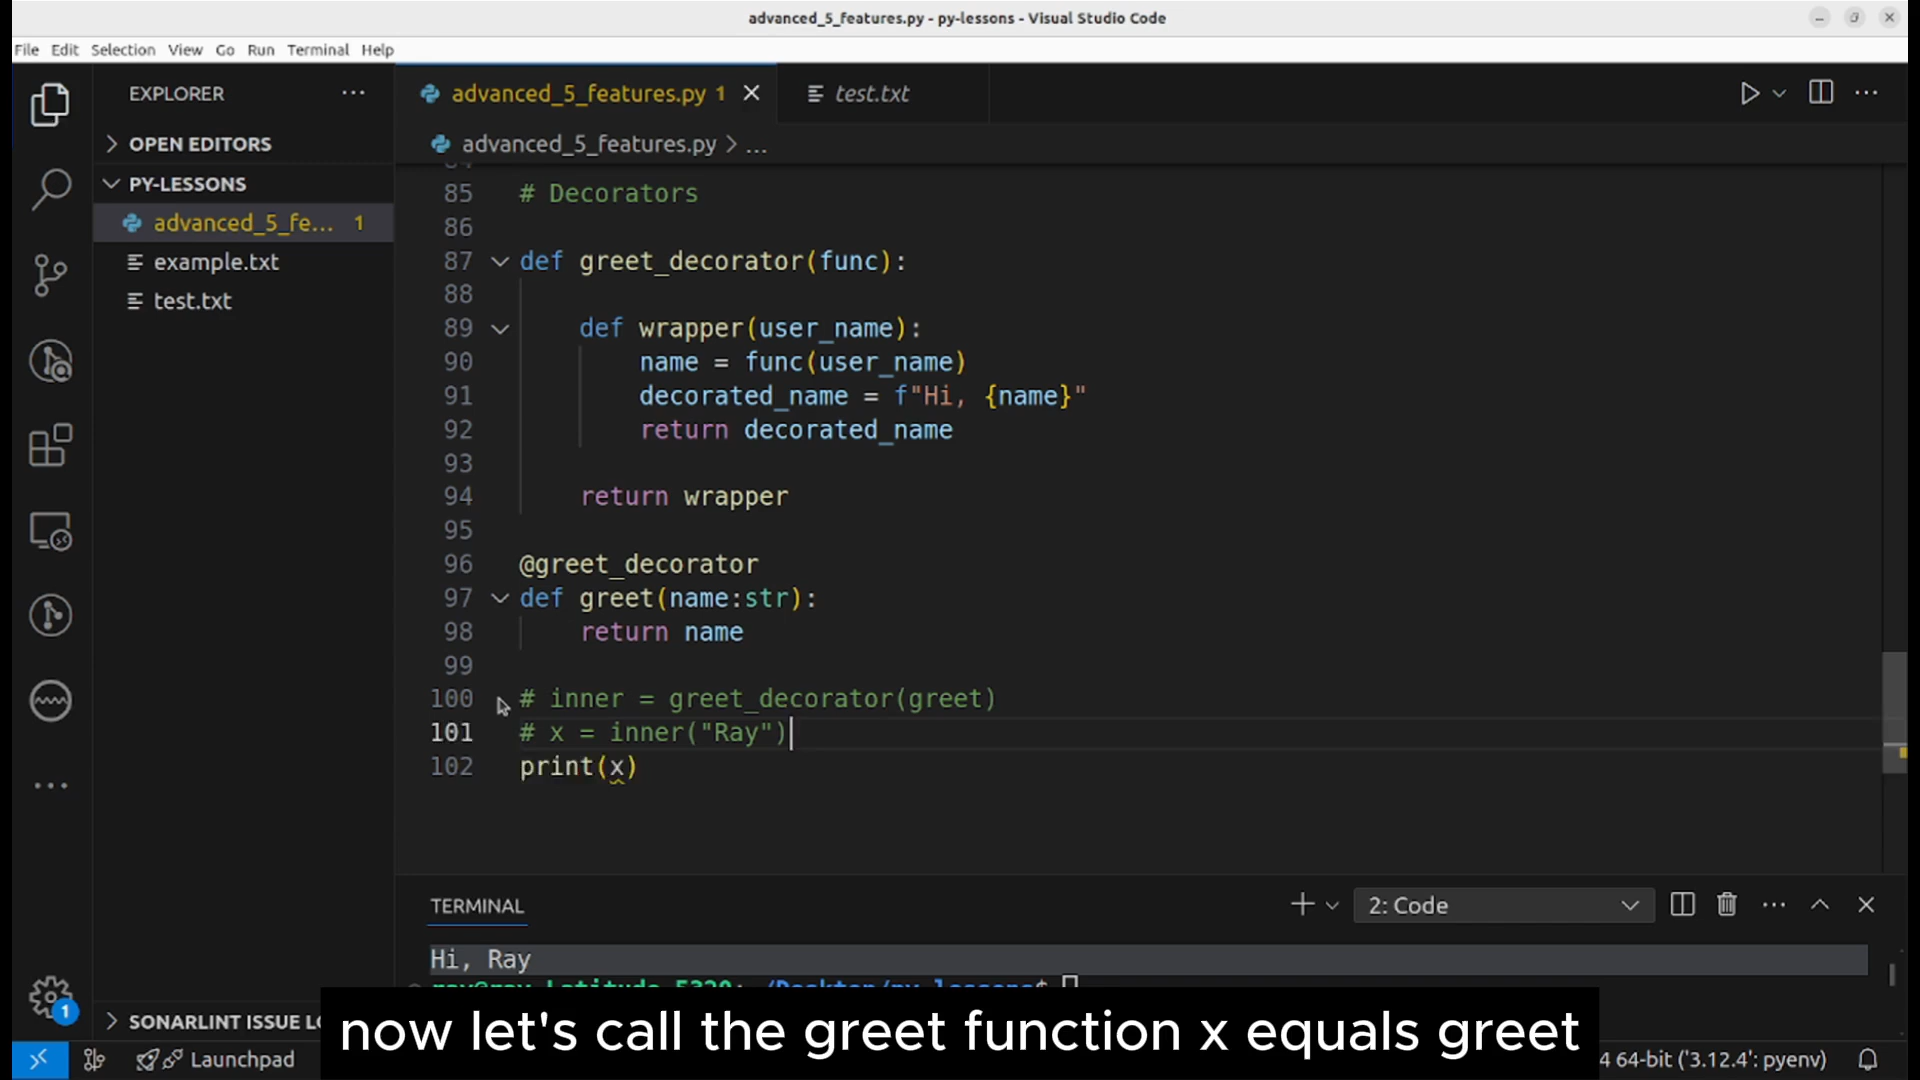 advanced_5_features.py - py-lessons - Visual Studio Code
File Edit Selection View Go Run Terminal Help
EXPLORER
OPEN EDITORS
PY-LESSONS
advanced_5_fe... 1
example.txt
test.txt
SONARLINT ISSUE LO
advanced_5_features.py 1
test.txt
advanced_5_features.py > ...
85 # Decorators
86
87 def greet_decorator(func):
88
89 def wrapper(user_name):
90 name = func(user_name)
91 decorated_name = f"Hi, {name}"
92 return decorated_name
93
94 return wrapper
95
96 @greet_decorator
97 def greet(name:str):
98 return name
99
100 # inner = greet_decorator(greet)
101 # x = inner("Ray")
102 print(x)
TERMINAL
2: Code
Hi, Ray
now let's call the greet function x equals greet
1
Launchpad
4 64-bit ('3.12.4': pyenv)